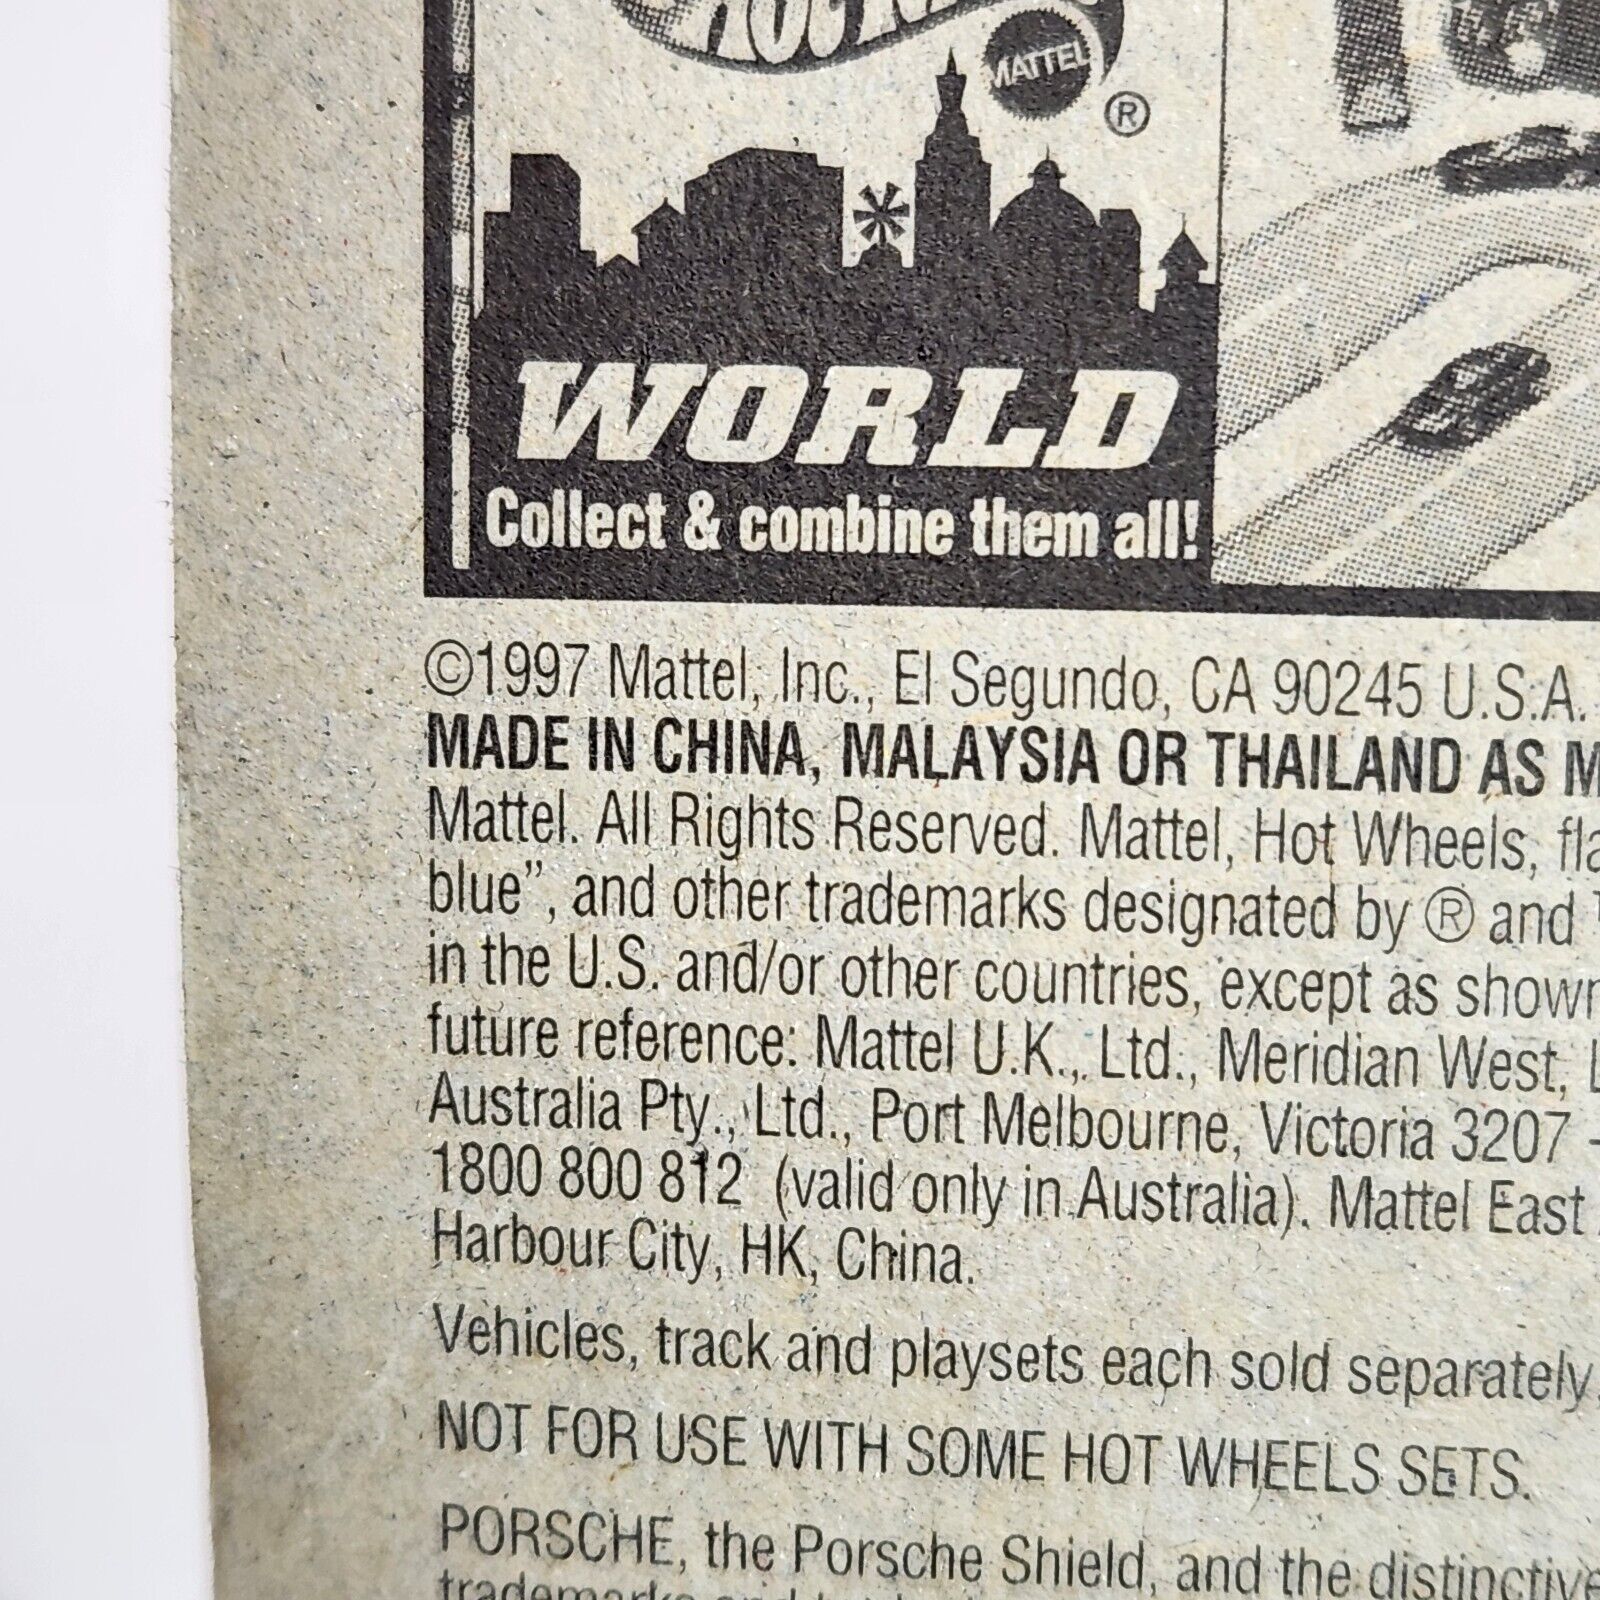 HOT
MATTEL
®
WORLD
Collect & combine them all!
©1997 Mattel, Inc., El Segundo, CA 90245 U.S.A.
MADE IN CHINA, MALAYSIA OR THAILAND AS
Mattel. All Rights Reserved. Mattel, Hot Wheels,
blue”, and other trademarks designated by ® and
in the U.S. and/or other countries, except as shown
future reference: Mattel U.K., Ltd., Meridian West,
Australia Pty., Ltd., Port Melbourne, Victoria 3207 -
1800 800 812 (valid only in Australia). Mattel East
Harbour City, HK, China.
Vehicles, track and playsets each sold separately.
NOT FOR USE WITH SOME HOT WHEELS SETS.
PORSCHE, the Porsche Shield, and the distinctive